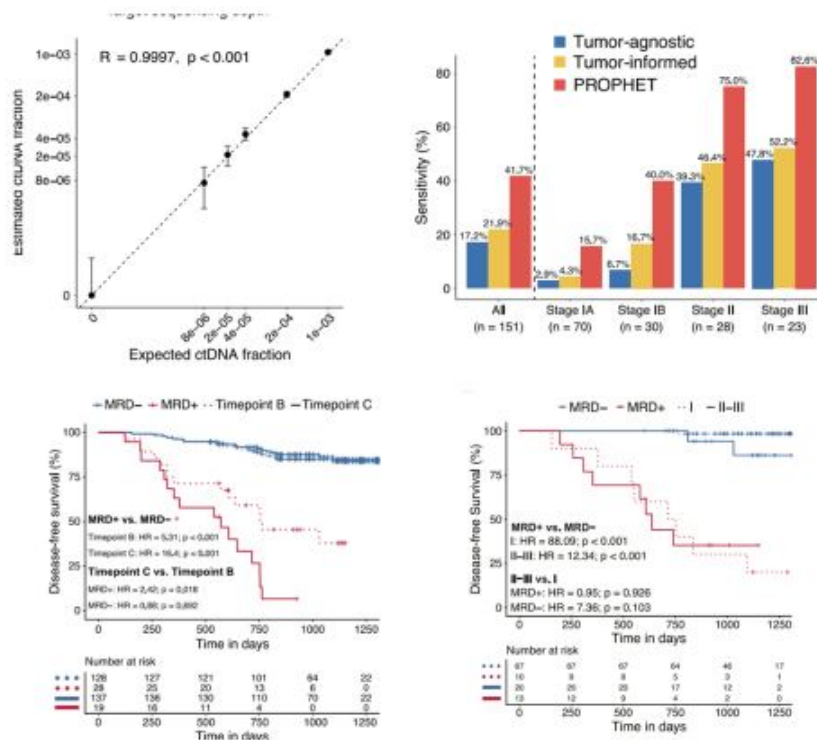 Target sequencing depth
R = 0.9997, p<0.001
Estimated ctDNA fraction
1e-03
2e-04
4e-05
2e-05
8e-06
0
0
8e-06
2e-05
4e-05
2e-04
1e-03
Expected ctDNA fraction
Tumor-agnostic
Tumor-informed
PROPHET
Sensitivity (%)
80
60
40
20
0
17.2%
21.9%
41.7%
2.9%
4.3%
15.7%
6.7%
16.7%
40.0%
39.3%
46.4%
75.0%
47.8%
52.2%
82.6%
All Stage IA Stage IB Stage II Stage III
(n = 151) (n = 70) (n = 30) (n = 28) (n = 23)
MRD− MRD+ Timepoint B Timepoint C
Disease-free Survival (%)
100
75
50
25
0
MRD+ vs. MRD−
Timepoint B: HR = 5.31; p < 0.001
Timepoint C: HR = 15.4; p < 0.001
Timepoint C vs. Timepoint B
MRD+: HR = 2.42; p = 0.018
MRD−: HR = 0.88; p = 0.692
0 250 500 750 1000 1250
Time in days
Number at risk
128 127 121 101 64 22
28 25 20 13 6 0
137 136 130 110 70 22
19 16 11 4 0 0
0 250 500 750 1000 1250
Time in days
MRD− MRD+ I II−III
Disease-free Survival (%)
100
75
50
25
0
MRD+ vs. MRD−
I: HR = 88.09; p < 0.001
II−III: HR = 12.34; p < 0.001
II−III vs. I
MRD+: HR = 0.95; p = 0.926
MRD−: HR = 7.36; p = 0.103
0 250 500 750 1000 1250
Time in days
Number at risk
67 67 67 64 46 17
10 9 8 5 3 1
20 20 20 17 12 2
13 12 9 4 2 0
0 250 500 750 1000 1250
Time in days